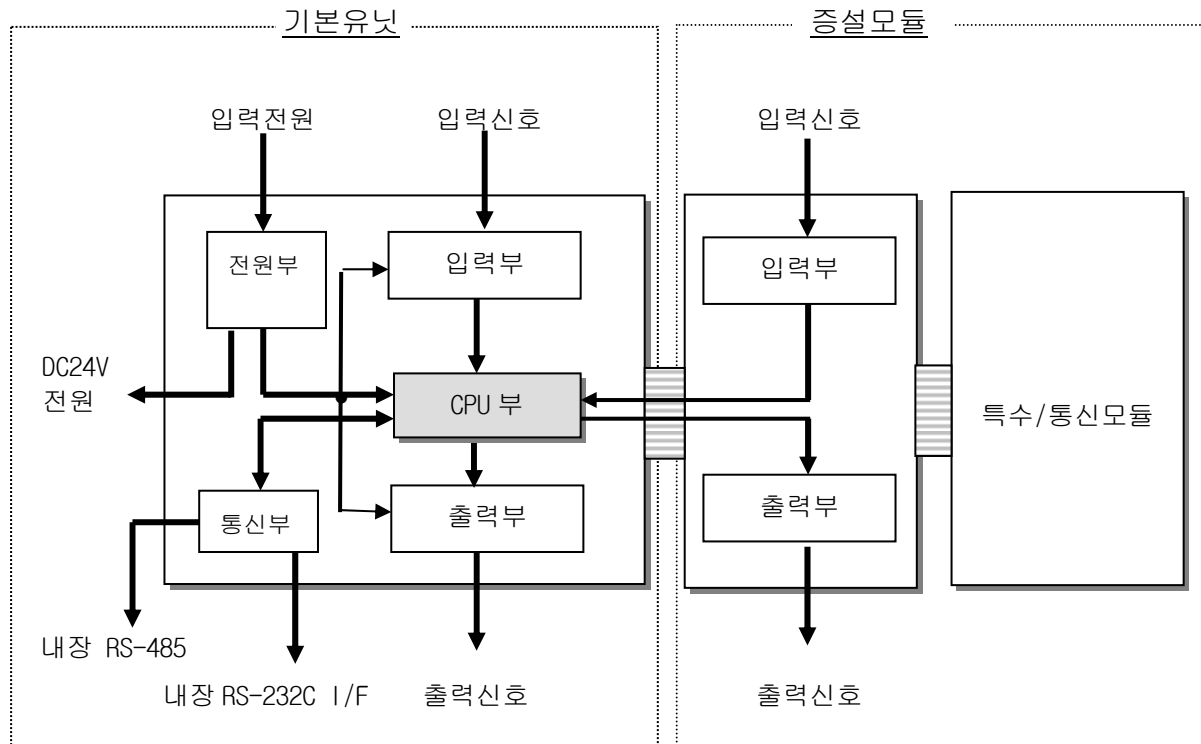 기본유닛
증설모듈
입력전원
입력신호
입력신호
전원부
입력부
입력부
DC24V
전원
CPU 부
특수/통신모듈
통신부
출력부
출력부
내장 RS-485
내장 RS-232C I/F
출력신호
출력신호